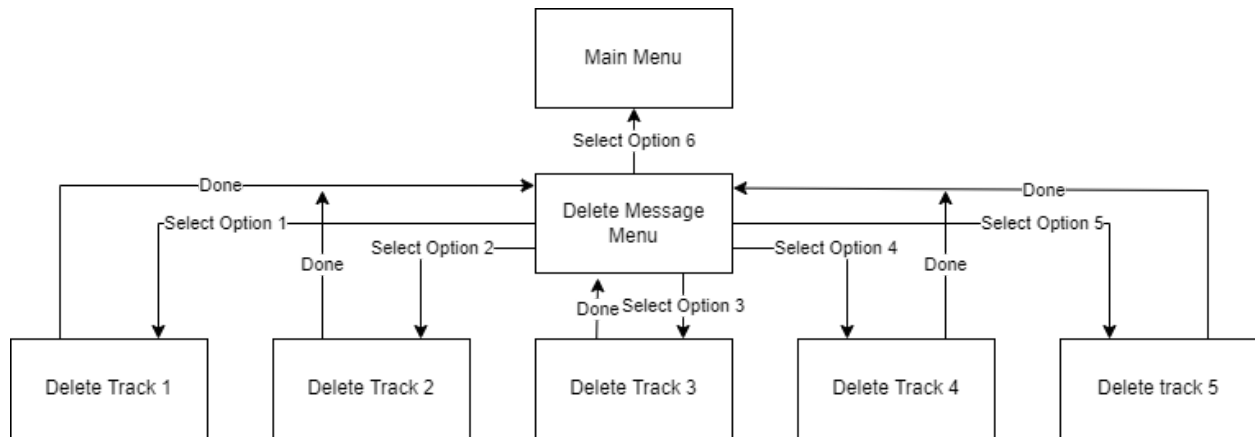 Main Menu
Select Option 6
Done
Done
Delete Message
Menu
Select Option 1
Select Option 5
Select Option 2
Select Option 4
Done
Done
Done
Select Option 3
Delete Track 1
Delete Track 2
Delete Track 3
Delete Track 4
Delete track 5